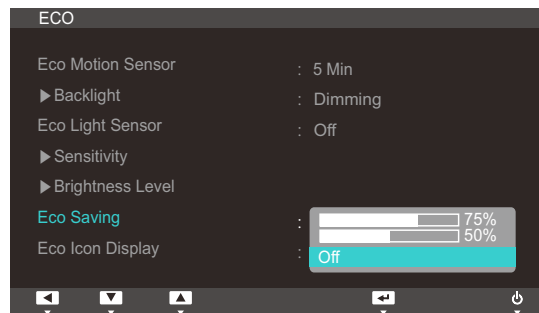 ECO
Eco Motion Sensor : 5 Min
▶Backlight : Dimming
Eco Light Sensor : Off
▶Sensitivity
▶Brightness Level
Eco Saving : 75%
50%
Eco Icon Display : Off